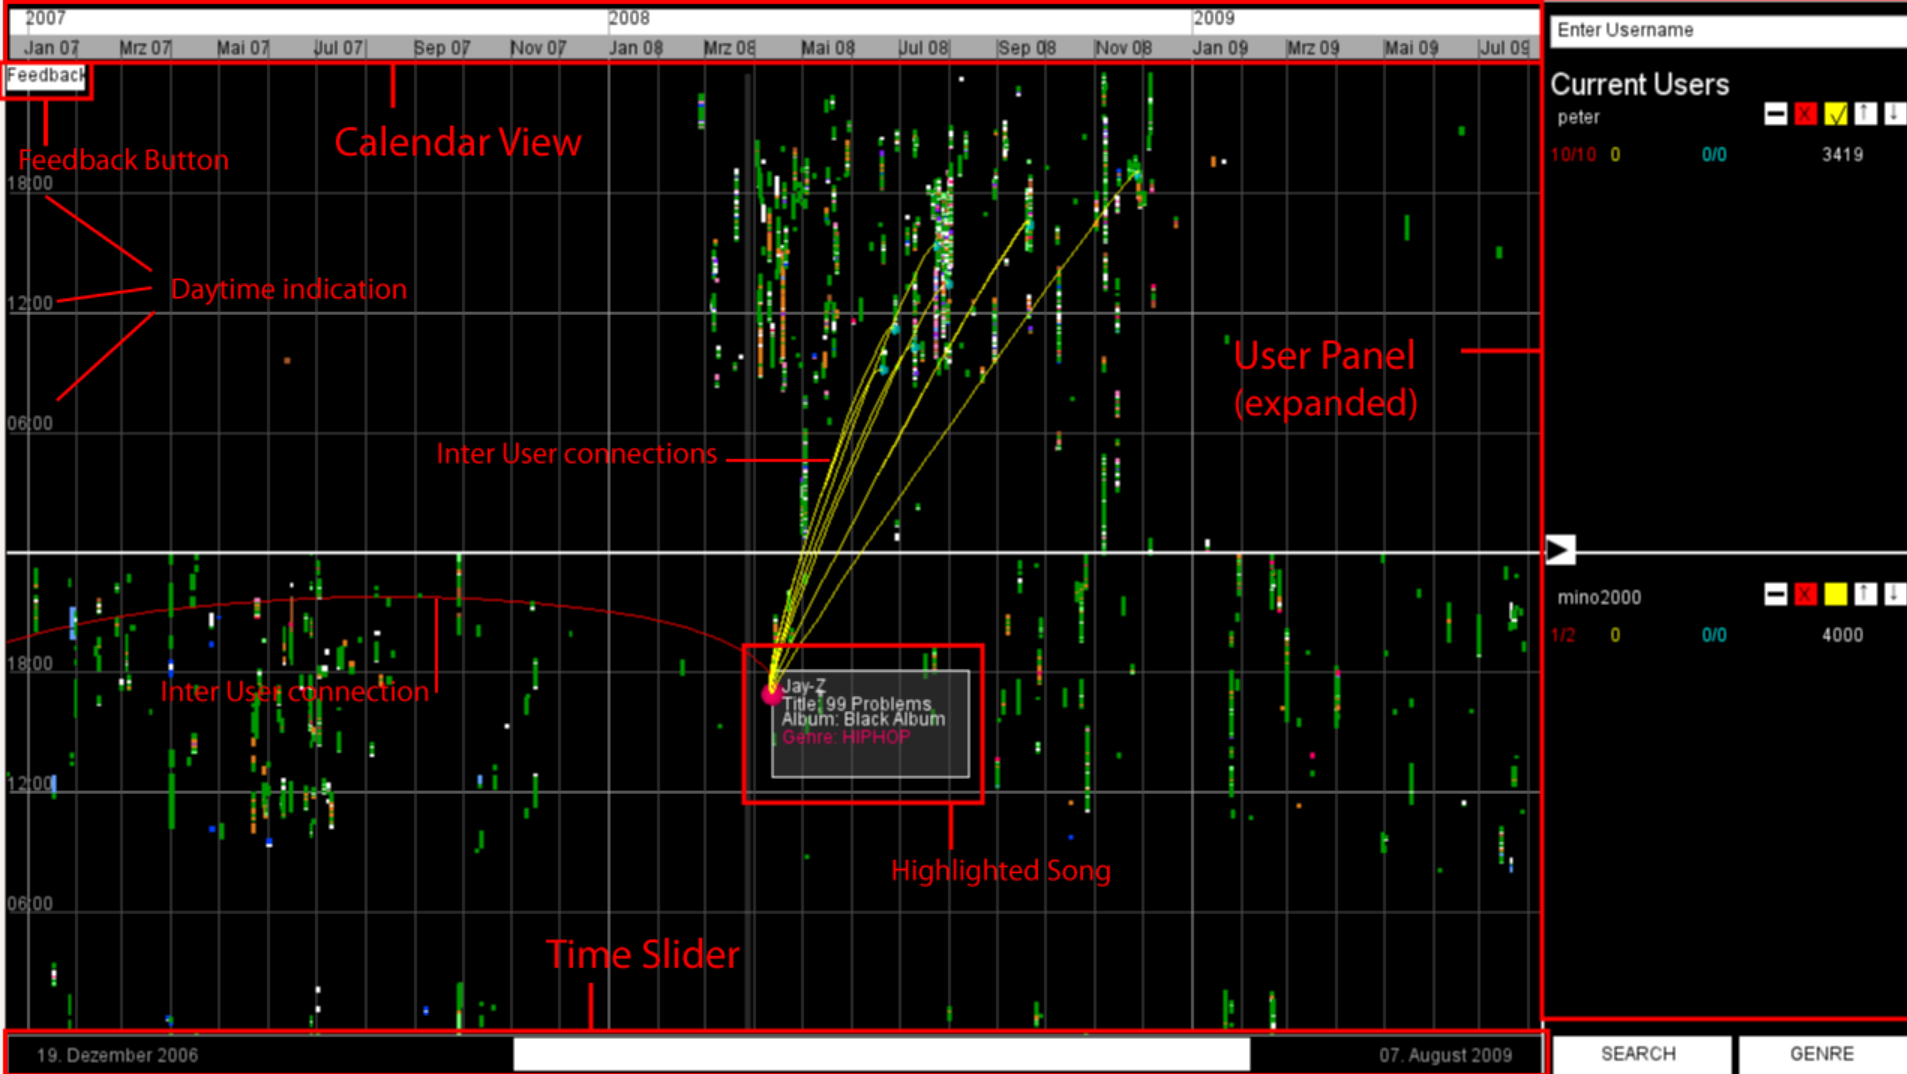 2007 2008 2009
Jan 07 Mrz 07 Mai 07 Jul 07 Sep 07 Nov 07 Jan 08 Mrz 08 Mai 08 Jul 08 Sep 08 Nov 08 Jan 09 Mrz 09 Mai 09 Jul 09
Enter Username
Feedback
Current Users
peter
X
↑ ↓
10/10 0 0/0 3419
Calendar View
Feedback Button
18:00
Daytime indication
12:00
User Panel
(expanded)
06:00
Inter User connections
mino2000
X
↑ ↓
1/2 0 0/0 4000
18:00
Inter User connection
Jay-Z
Title: 99 Problems
Album: Black Album
Genre: HIPHOP
12:00
Highlighted Song
06:00
Time Slider
19. Dezember 2006
07. August 2009
SEARCH
GENRE